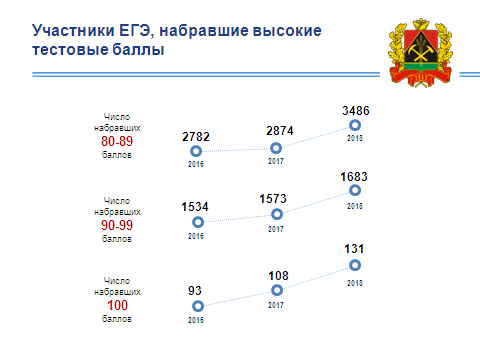 Участники ЕГЭ, набравшие высокие
тестовые баллы
Число
набравших
80-89
баллов
2782
2874
3486
2016
2017
2018
Число
набравших
90-99
баллов
1534
1573
1683
2016
2017
2018
Число
набравших
100
баллов
93
108
131
2016
2017
2018